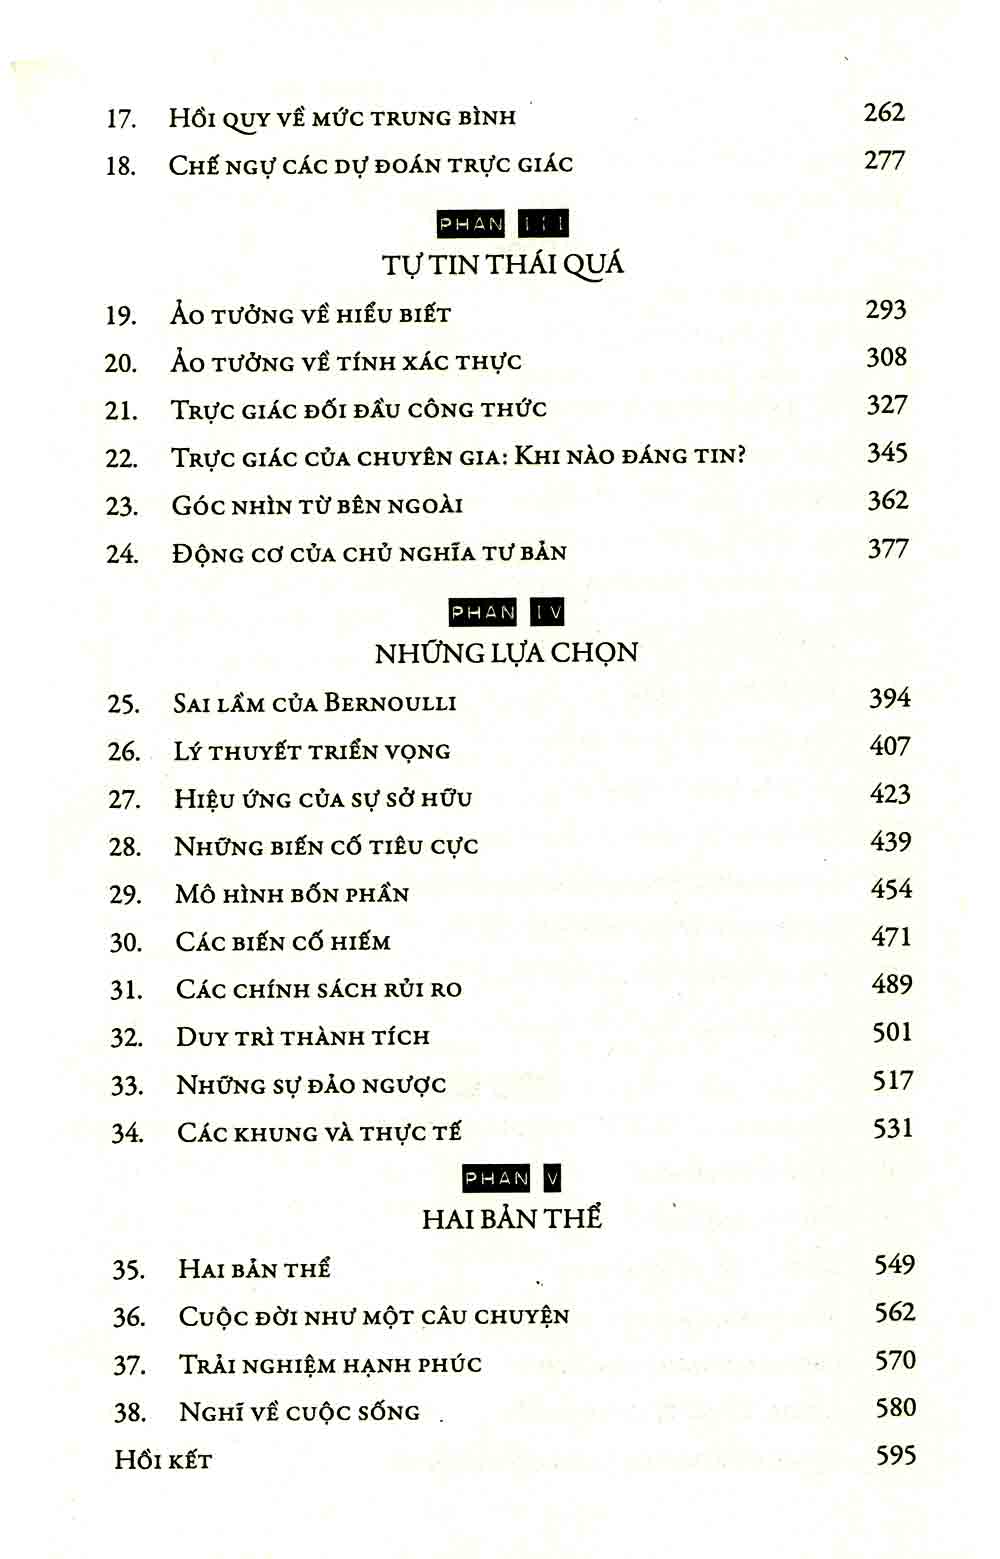 17. Hồi quy về mức trung bình 262
18. Chế ngự các dự đoán trực giác 277
PHAN III
TỰ TIN THÁI QUÁ
19. Ảo tưởng về hiểu biết 293
20. Ảo tưởng về tính xác thực 308
21. Trực giác đối đầu công thức 327
22. Trực giác của chuyên gia: Khi nào đáng tin? 345
23. Góc nhìn từ bên ngoài 362
24. Động cơ của chủ nghĩa tư bản 377
PHAN IV
NHỮNG LỰA CHỌN
25. Sai lầm của Bernoulli 394
26. Lý thuyết triển vọng 407
27. Hiệu ứng của sự sở hữu 423
28. Những biến cố tiêu cực 439
29. Mô hình bốn phần 454
30. Các biến cố hiếm 471
31. Các chính sách rủi ro 489
32. Duy trì thành tích 501
33. Những sự đảo ngược 517
34. Các khung và thực tế 531
PHAN V
HAI BẢN THỂ
35. Hai bản thể 549
36. Cuộc đời như một câu chuyện 562
37. Trải nghiệm hạnh phúc 570
38. Nghĩ về cuộc sống 580
Hồi kết 595